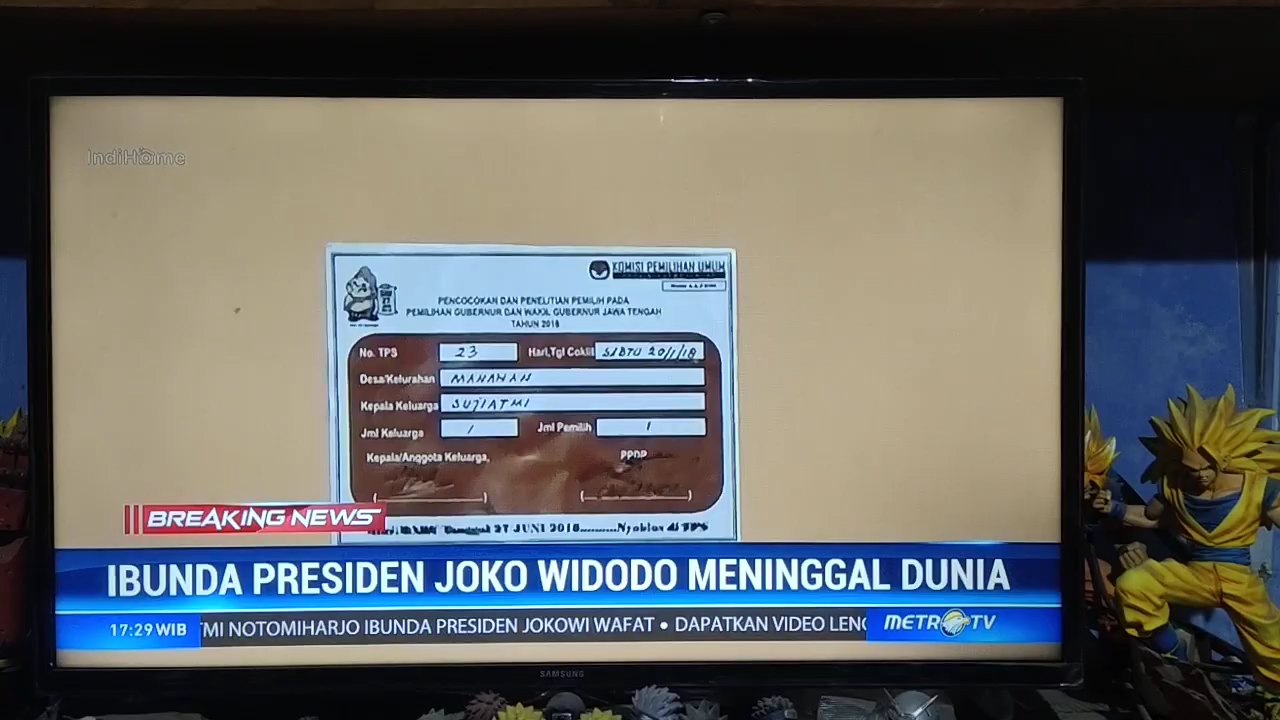 IndiHome
KOMISI PEMILIHAN UMUM
PENCOCOKAN DAN PENELITIAN PEMILIH PADA
PEMILIHAN GUBERNUR DAN WAKIL GUBERNUR JAWA TENGAH
TAHUN 2018
No. TPS 23 Hari,Tgl Coklit SABTU 20/1/18
Desa/Kelurahan MANAHAN
Kepala Keluarga SUJIATMI
Jml Keluarga 1 Jml Pemilih 1
Kepala/Anggota Keluarga, PPDP
27 JUNI 2018..........Nyoblos di TPS
BREAKING NEWS
IBUNDA PRESIDEN JOKO WIDODO MENINGGAL DUNIA
17:29 WIB TMI NOTOMIHARJO IBUNDA PRESIDEN JOKOWI WAFAT • DAPATKAN VIDEO LENG METRO TV
SAMSUNG